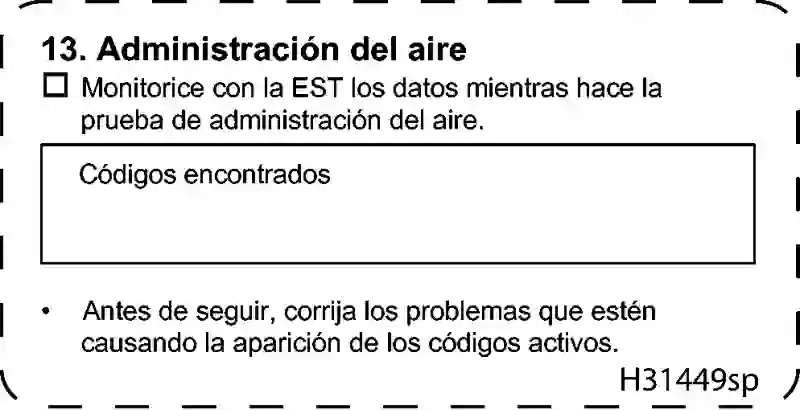 13. Administración del aire
Monitorice con la EST los datos mientras hace la
prueba de administración del aire.
Códigos encontrados
• Antes de seguir, corrija los problemas que estén
causando la aparición de los códigos activos.
H31449sp